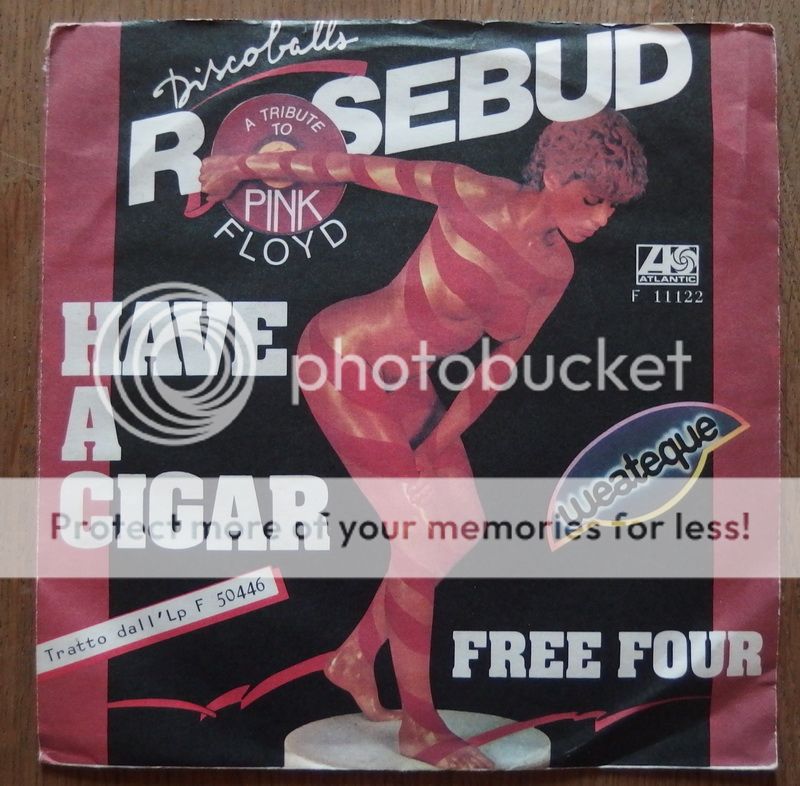 Discoballs
ROSEBUD
A TRIBUTE
TO
PINK
FLOYD
ATLANTIC
F 11122
HAVE
A
CIGAR
photobucket
weateque
Protect more of your memories for less!
Tratto dall'Lp F 50446
FREE FOUR